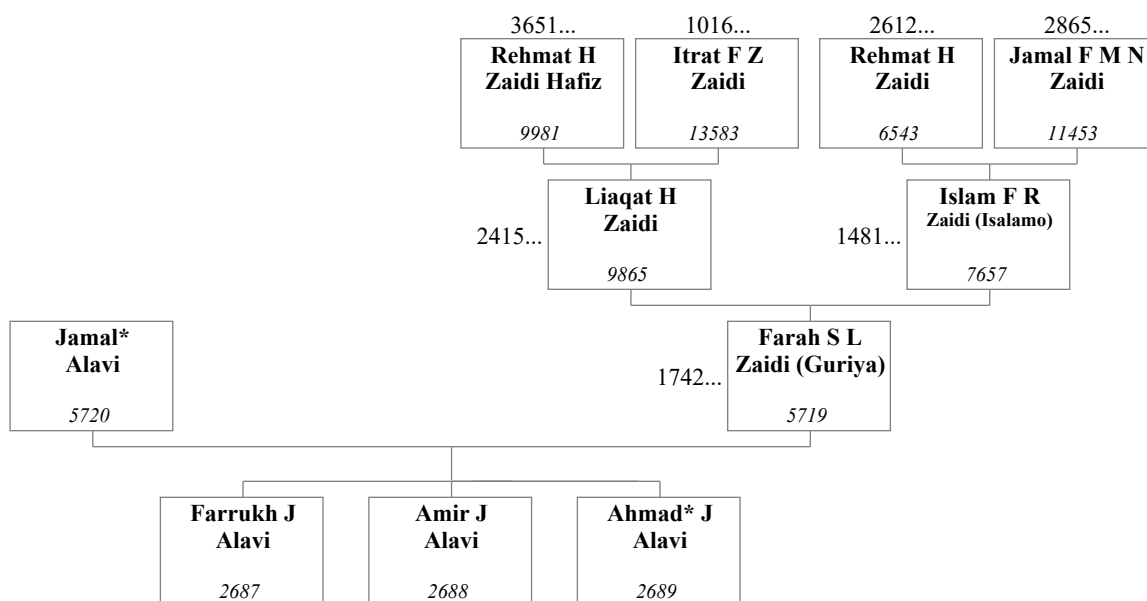 3651...
1016...
2612...
2865...
Rehmat H
Zaidi Hafiz
9981
Itrat F Z
Zaidi
13583
Rehmat H
Zaidi
6543
Jamal F M N
Zaidi
11453
2415...
Liaqat H
Zaidi
9865
1481...
Islam F R
Zaidi (Isalamo)
7657
Jamal*
Alavi
5720
1742...
Farah S L
Zaidi (Guriya)
5719
Farrukh J
Alavi
2687
Amir J
Alavi
2688
Ahmad* J
Alavi
2689